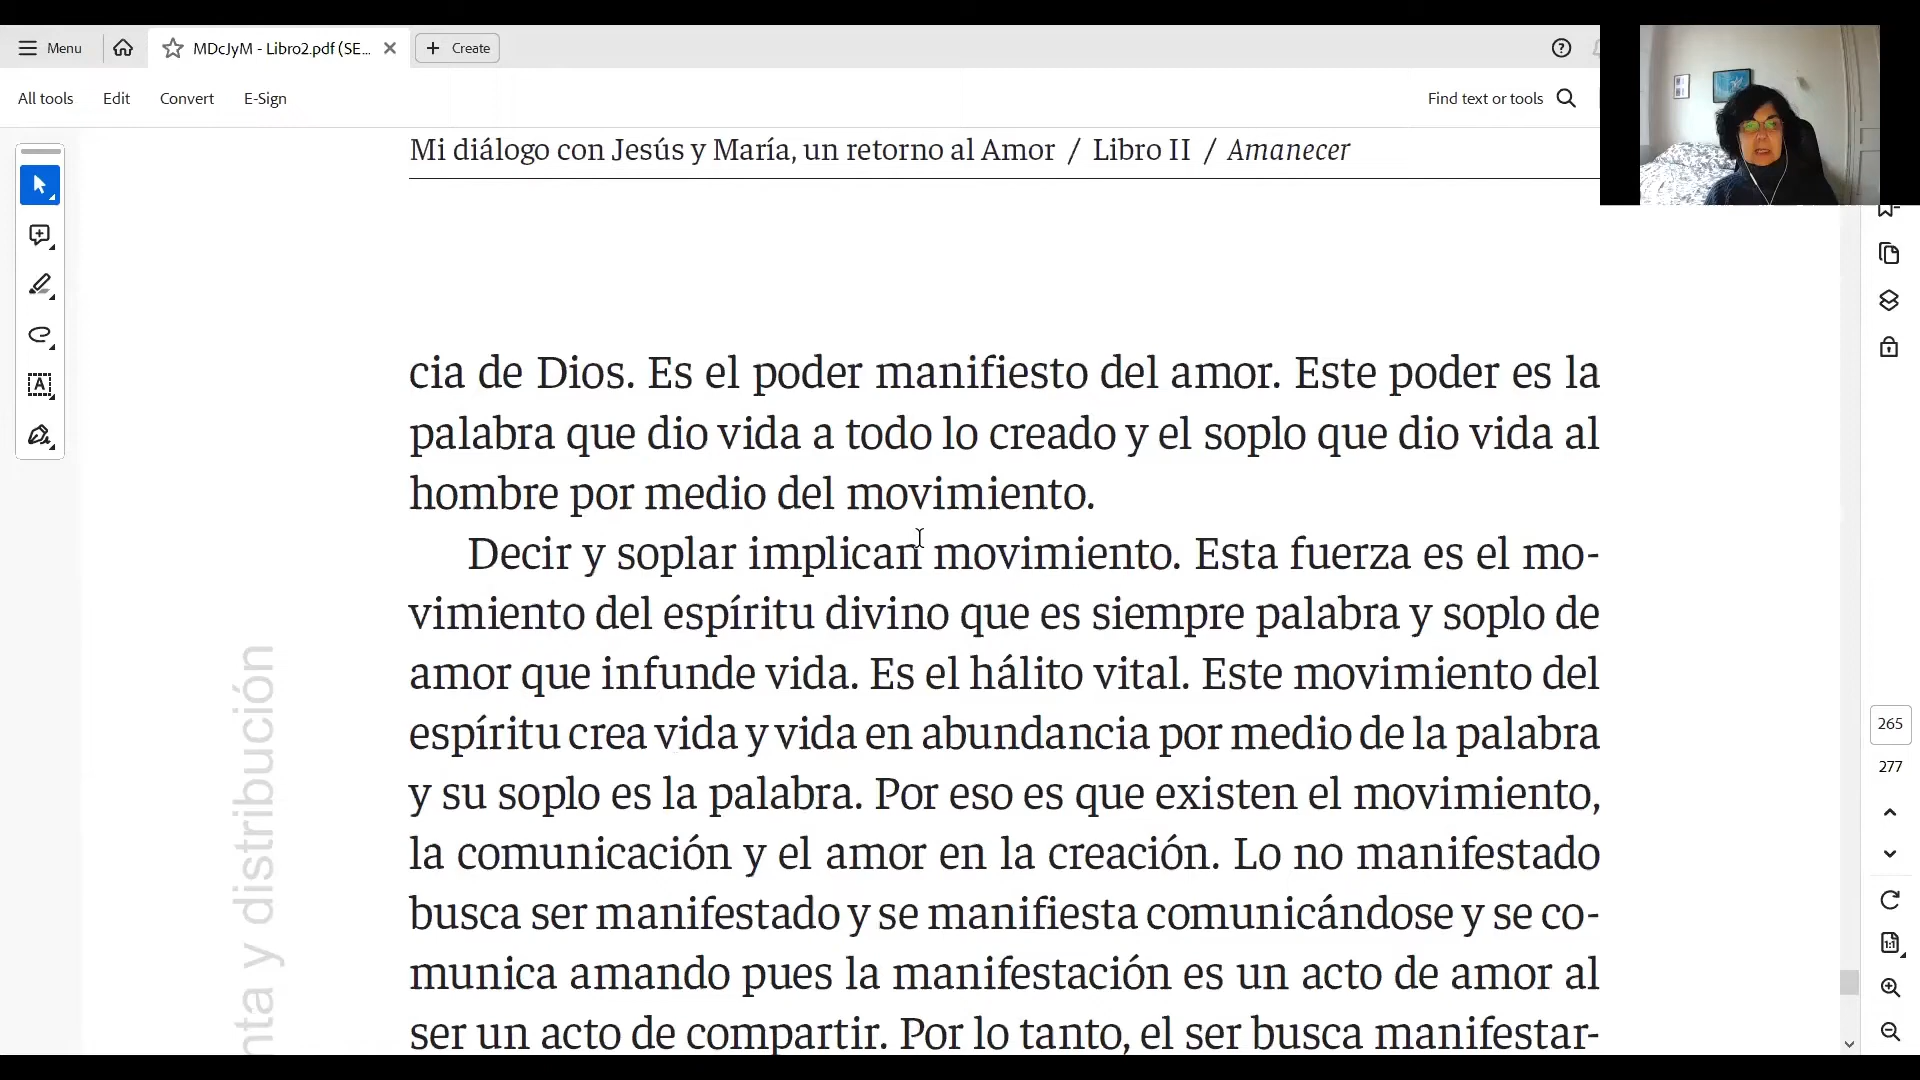 Menu
MDcJyM - Libro2.pdf (SE...
Create
All tools
Edit
Convert
E-Sign
Find text or tools
Mi diálogo con Jesús y María, un retorno al Amor / Libro II / Amanecer
cia de Dios. Es el poder manifiesto del amor. Este poder es la
palabra que dio vida a todo lo creado y el soplo que dio vida al
hombre por medio del movimiento.
Decir y soplar implican movimiento. Esta fuerza es el mo-
vimiento del espíritu divino que es siempre palabra y soplo de
amor que infunde vida. Es el hálito vital. Este movimiento del
espíritu crea vida y vida en abundancia por medio de la palabra
y su soplo es la palabra. Por eso es que existen el movimiento,
la comunicación y el amor en la creación. Lo no manifestado
busca ser manifestado y se manifiesta comunicándose y se co-
munica amando pues la manifestación es un acto de amor al
ser un acto de compartir. Por lo tanto, el ser busca manifestar-
nta y distribución
265
277